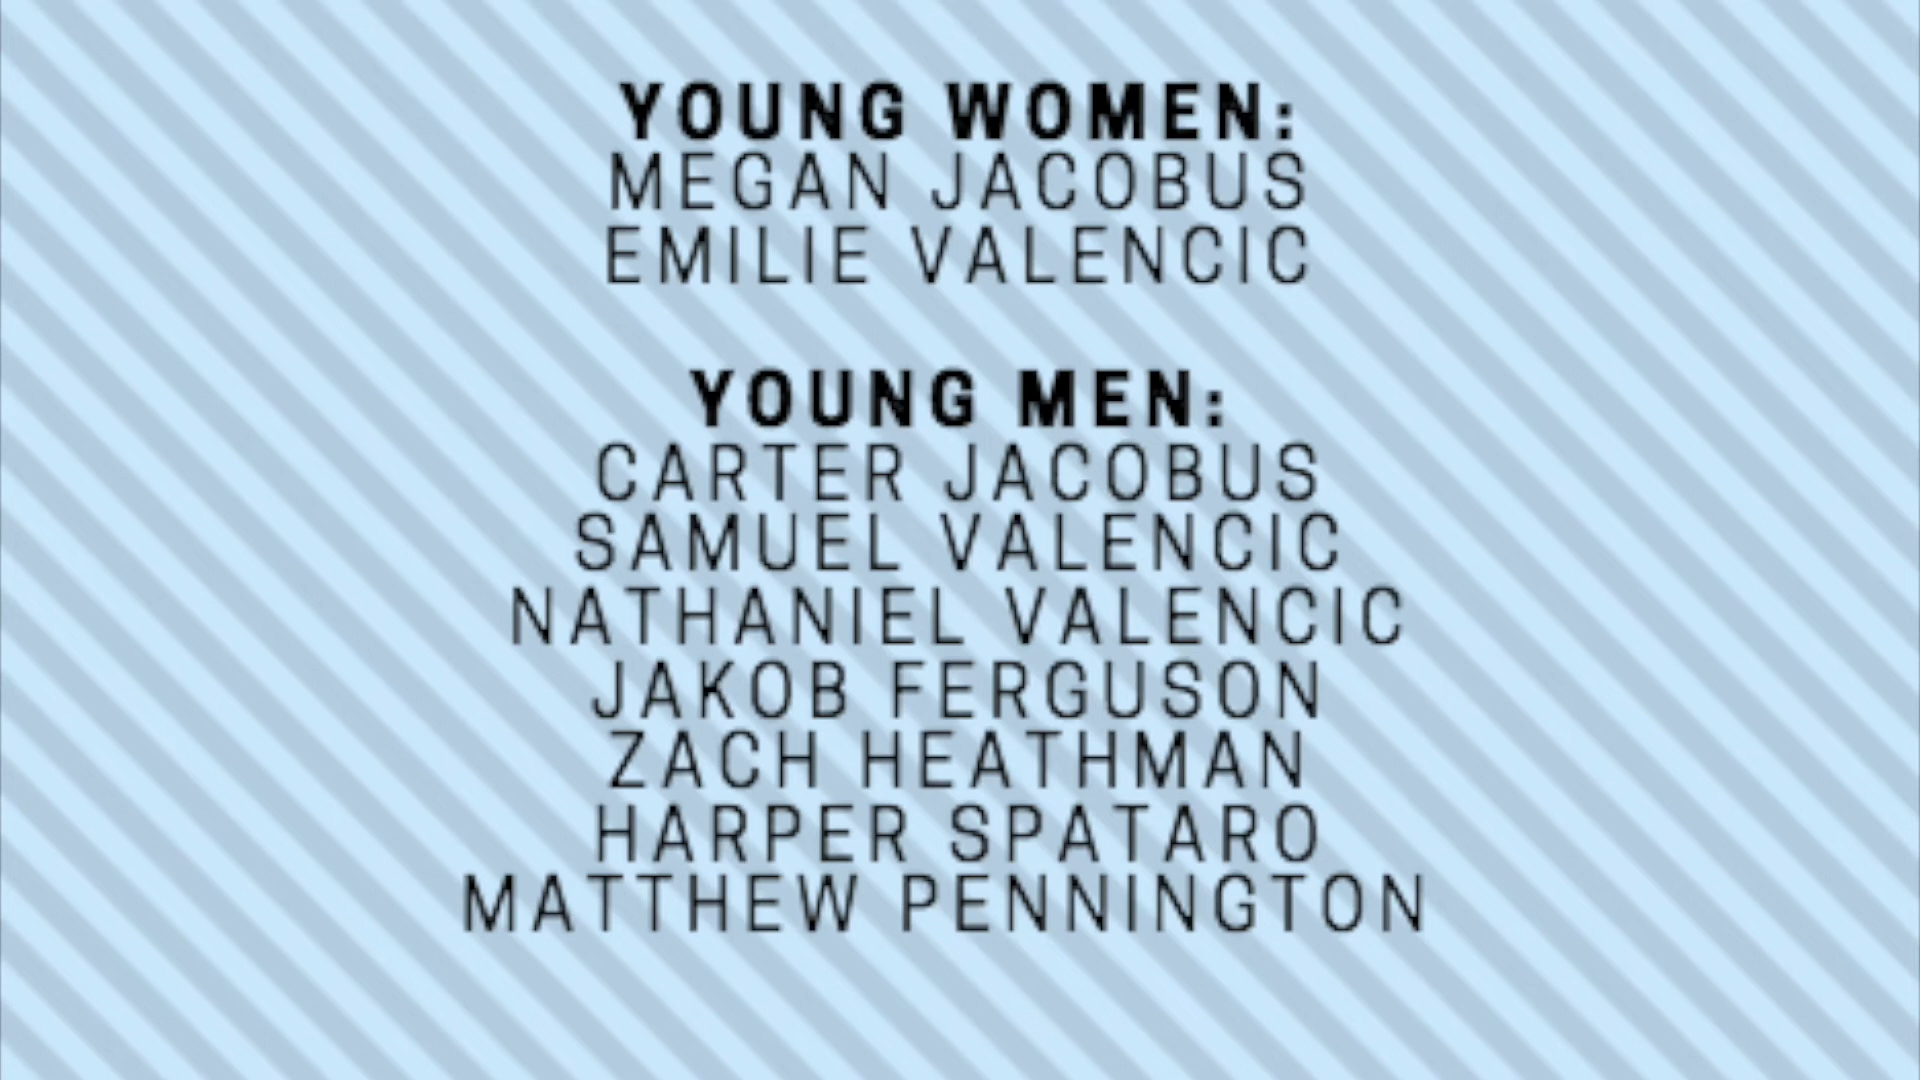 YOUNG WOMEN:
MEGAN JACOBUS
EMILIE VALENCIC
YOUNG MEN:
CARTER JACOBUS
SAMUEL VALENCIC
NATHANIEL VALENCIC
JAKOB FERGUSON
ZACH HEATHMAN
HARPER SPATARO
MATTHEW PENNINGTON